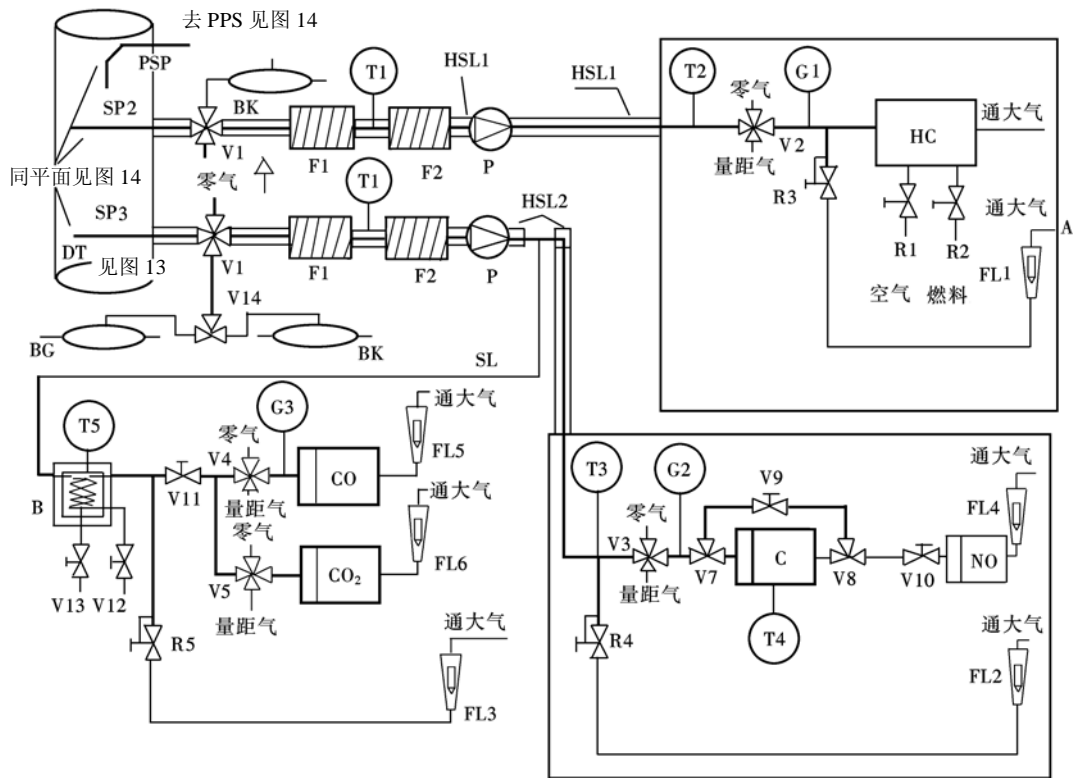 去 PPS 见图 14
PSP
SP2
BK
T1
HSL1
HSL1
T2
零气
G1
V1
F1
F2
P
量距气
V2
HC
通大气
零气
同平面见图 14
T1
HSL2
R3
R1
R2
通大气
A
SP3
DT
见图 13
V1
F1
F2
P
空气
燃料
FL1
V14
BG
BK
SL
通大气
T5
G3
零气
V4
CO
FL5
B
V11
量距气
通大气
零气
V5
CO₂
FL6
V13
V12
量距气
R5
通大气
FL3
T3
G2
V9
通大气
FL4
零气
V3
V7
C
V8
V10
NO
量距气
R4
T4
通大气
FL2